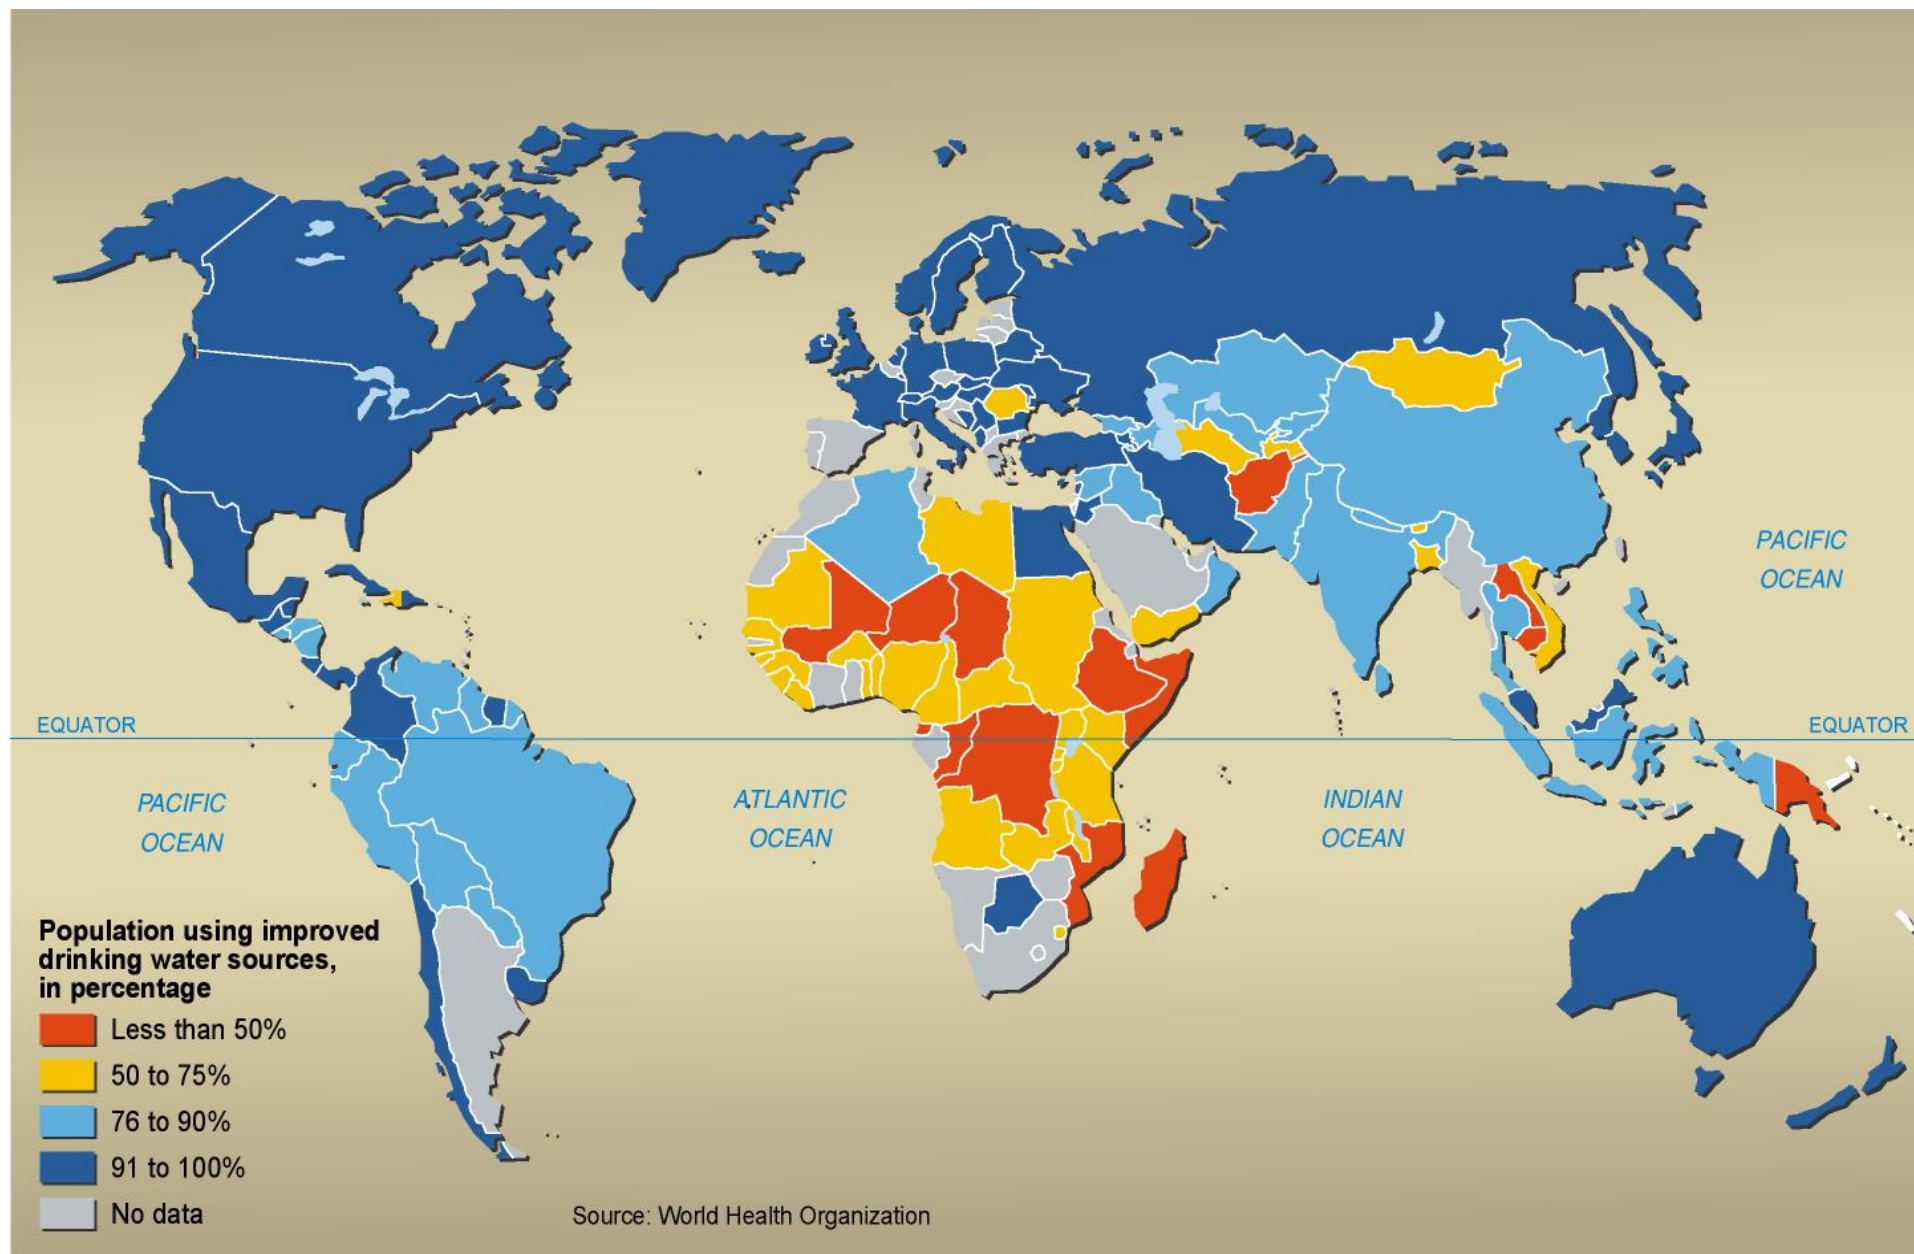 PACIFIC
OCEAN
EQUATOR
EQUATOR
PACIFIC
OCEAN
ATLANTIC
OCEAN
INDIAN
OCEAN
Population using improved
drinking water sources,
in percentage
Less than 50%
50 to 75%
76 to 90%
91 to 100%
No data
Source: World Health Organization